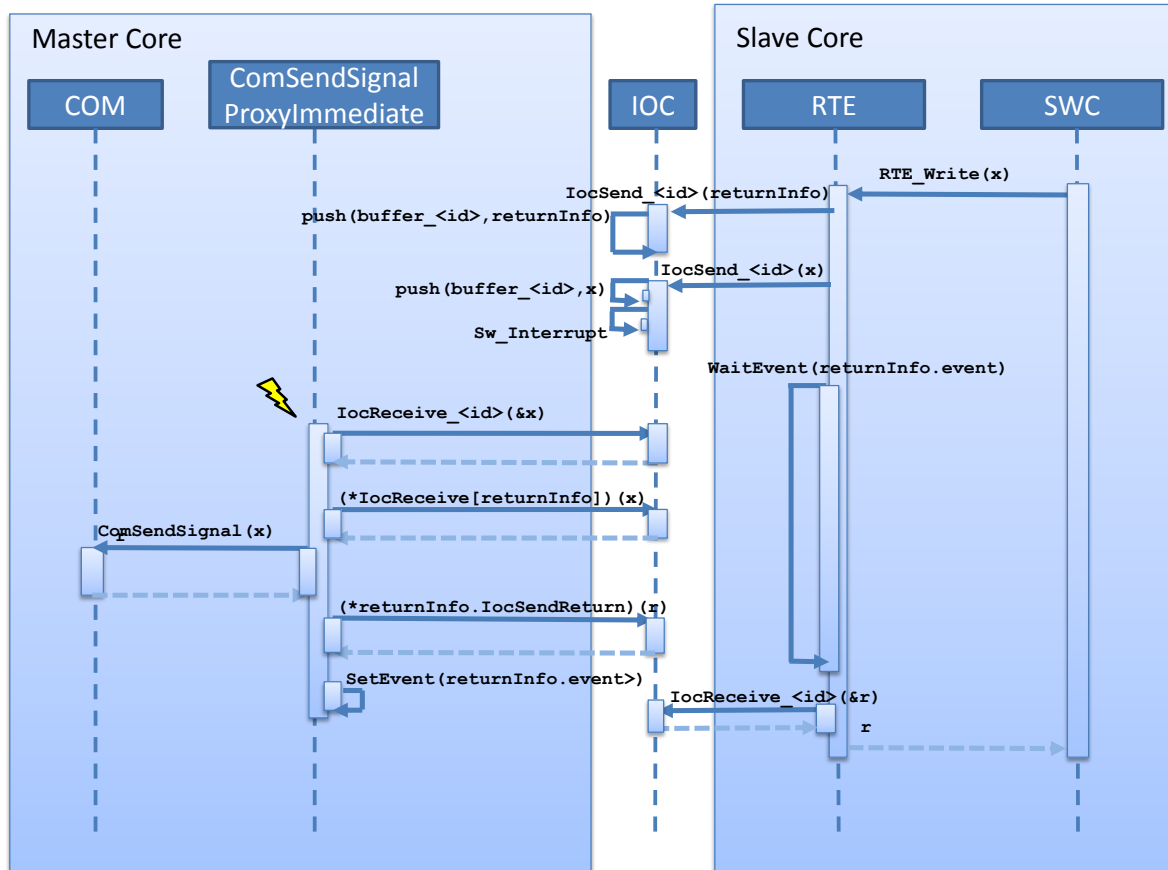 Master Core
Slave Core
COM
ComSendSignal
ProxyImmediate
IOC
RTE
SWC
RTE_Write(x)
IocSend_<id>(returnInfo)
push(buffer_<id>,returnInfo)
IocSend_<id>(x)
push(buffer_<id>,x)
Sw_Interrupt
WaitEvent(returnInfo.event)
IocReceive_<id>(&x)
(*IocReceive[returnInfo])(x)
ComSendSignal(x)
r
(*returnInfo.IocSendReturn)(r)
SetEvent(returnInfo.event>)
IocReceive_<id>(&r)
r